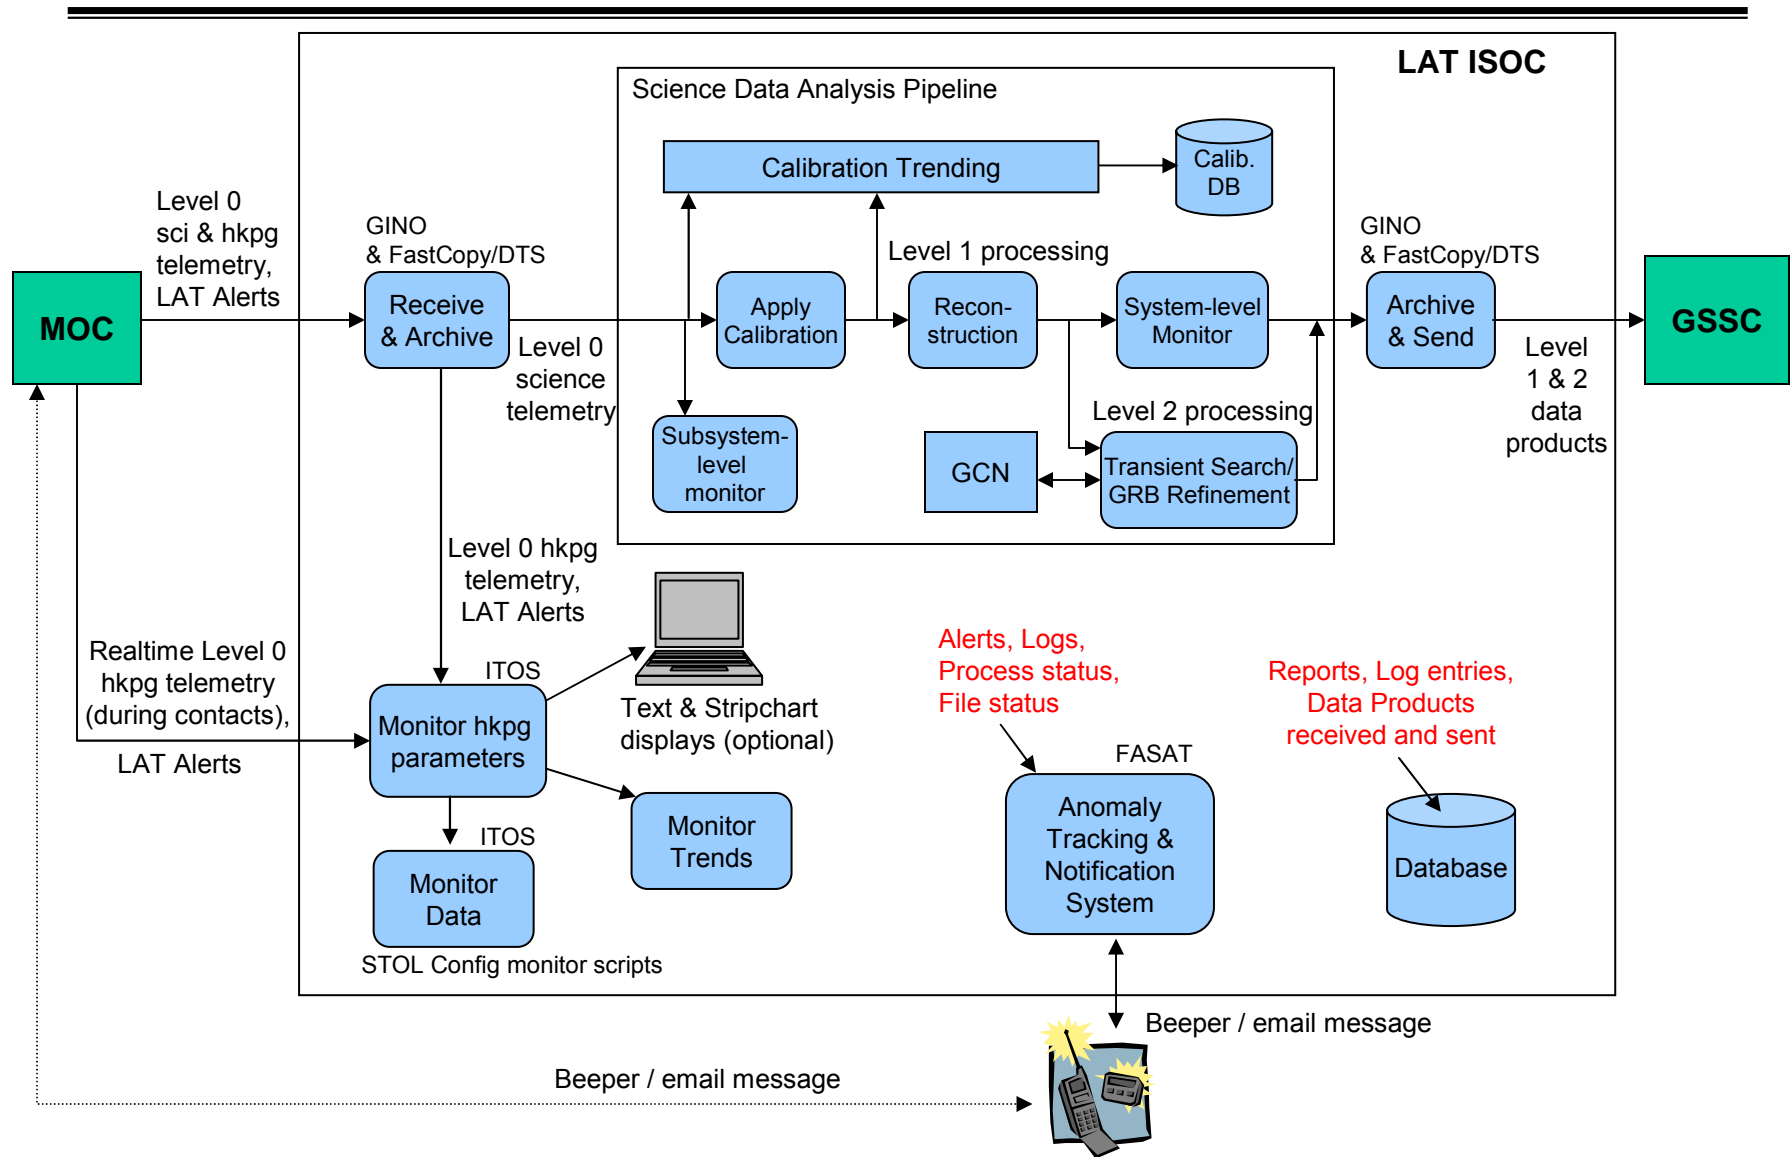 LAT ISOC
Science Data Analysis Pipeline
Calibration Trending
Calib.
DB
Level 0
sci & hkpg
telemetry,
LAT Alerts
GINO
& FastCopy/DTS
Level 1 processing
GINO
& FastCopy/DTS
MOC
Receive
& Archive
Apply
Calibration
Recon-
struction
System-level
Monitor
Archive
& Send
GSSC
Level 0
science
telemetry
Level
1 & 2
data
products
Subsystem-
level
monitor
Level 2 processing
GCN
Transient Search/
GRB Refinement
Level 0 hkpg
telemetry,
LAT Alerts
Realtime Level 0
hkpg telemetry
(during contacts),
LAT Alerts
ITOS
Monitor hkpg
parameters
Text & Stripchart
displays (optional)
Alerts, Logs,
Process status,
File status
Reports, Log entries,
Data Products
received and sent
FASAT
Monitor
Trends
Anomaly
Tracking &
Notification
System
Database
ITOS
Monitor
Data
STOL Config monitor scripts
Beeper / email message
Beeper / email message